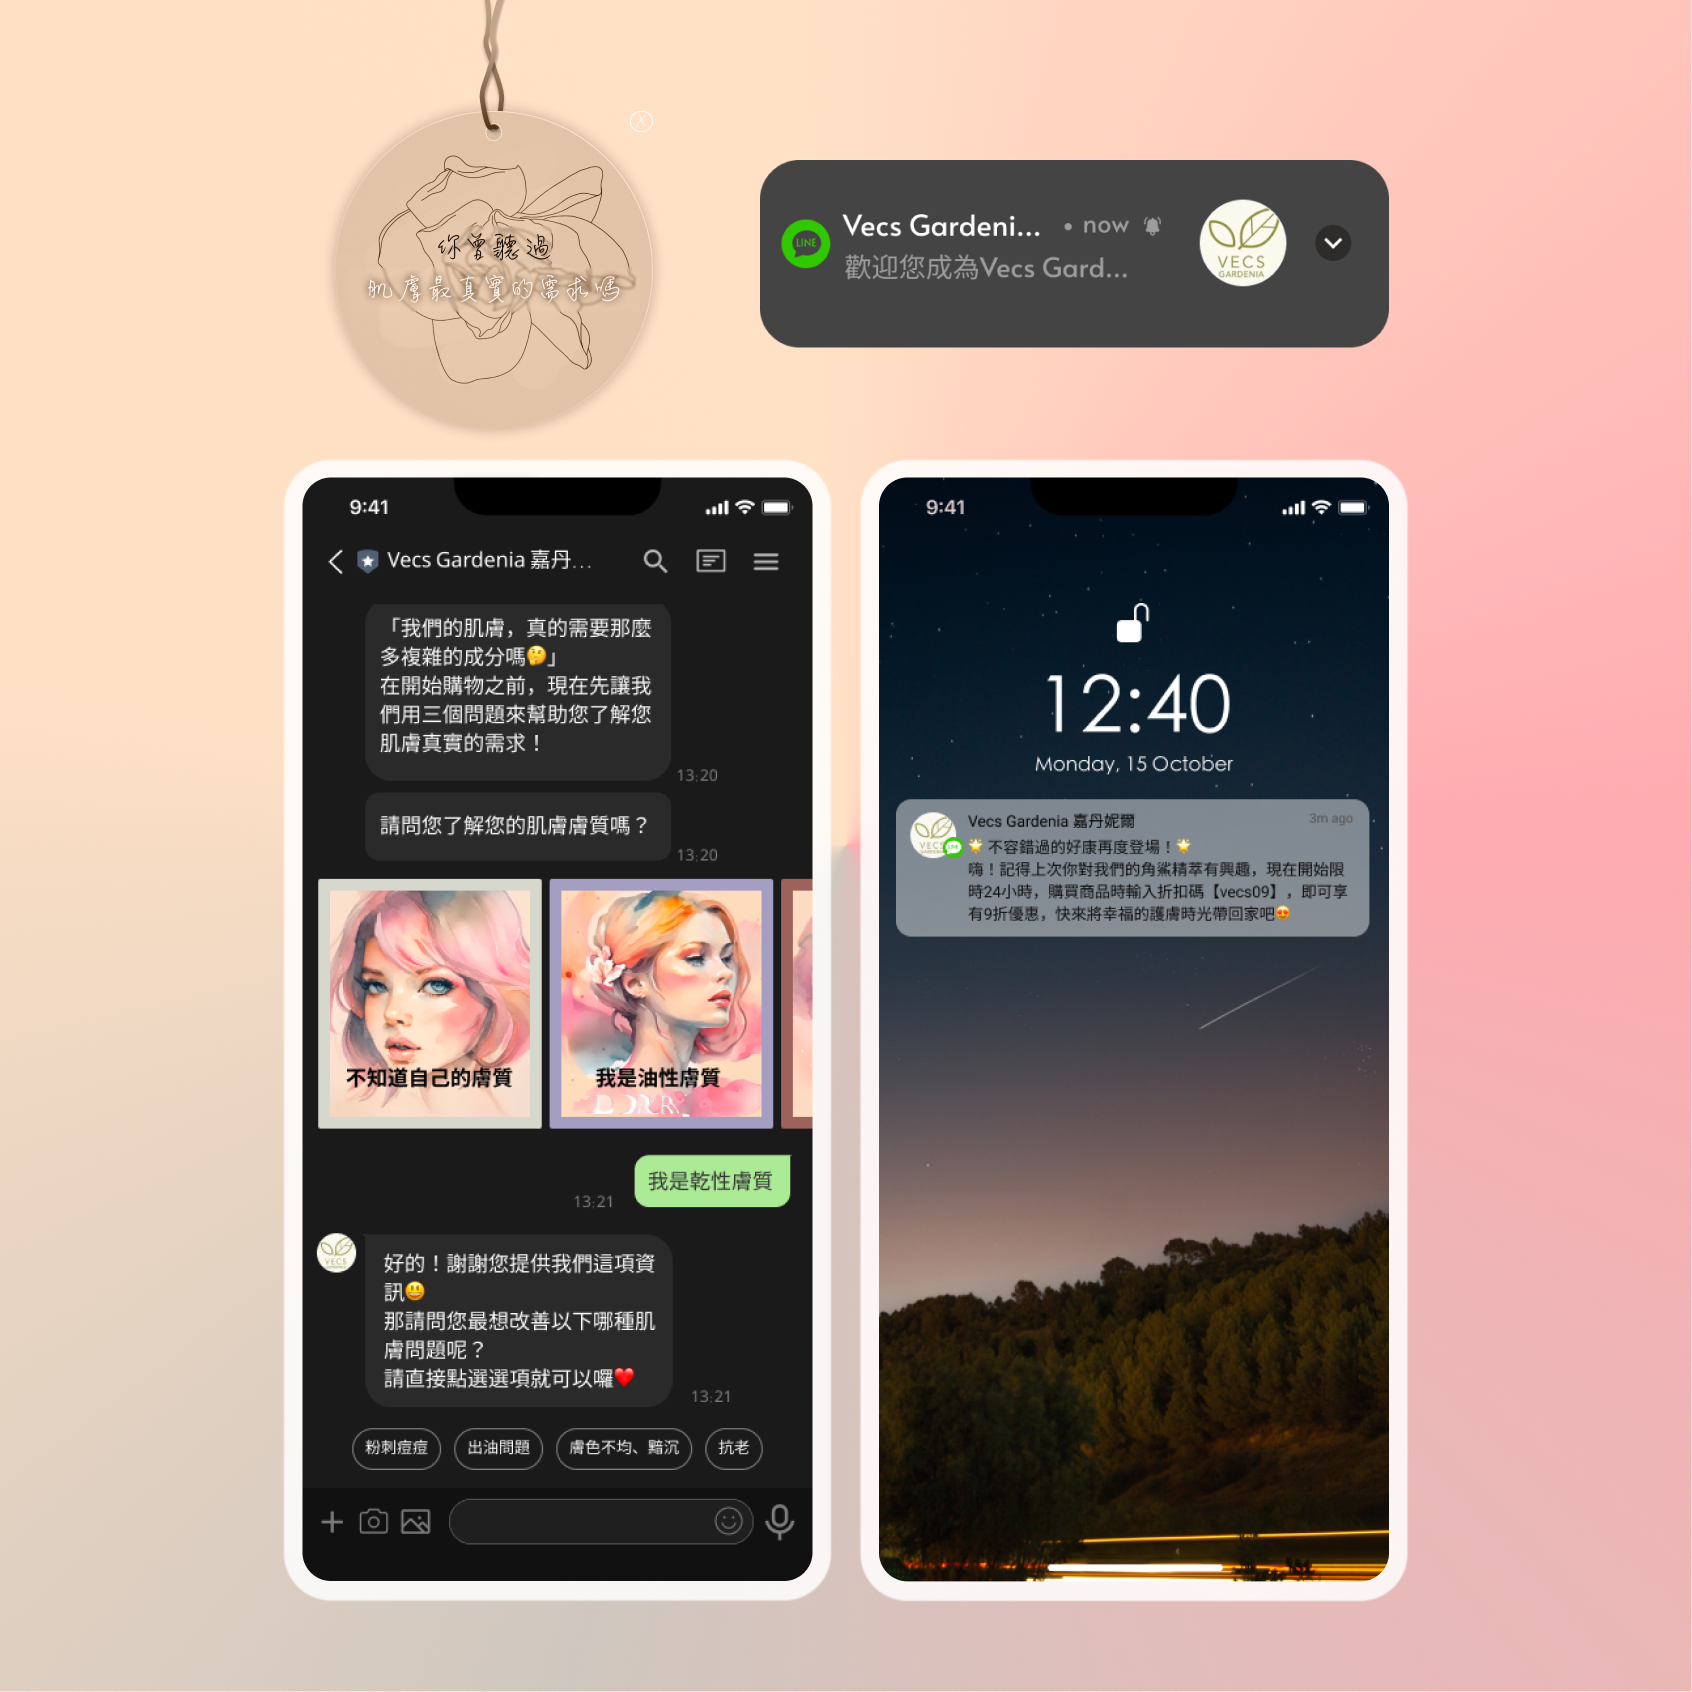 你曾聽過
肌膚最真實的需求嗎
X
LINE
Vecs Gardeni... • now
歡迎您成為Vecs Gard...
VECS
GARDENIA
9:41
Vecs Gardenia 嘉丹...
「我們的肌膚，真的需要那麼
多複雜的成分嗎🤔」
在開始購物之前，現在先讓我
們用三個問題來幫助您了解您
肌膚真實的需求！
13:20
請問您了解您的肌膚膚質嗎？
13:20
不知道自己的膚質
我是油性膚質
我是乾性膚質
13:21
VECS
好的！謝謝您提供我們這項資
訊😃
那請問您最想改善以下哪種肌
膚問題呢？
請直接點選選項就可以囉❤️
13:21
粉刺痘痘
出油問題
膚色不均、黯沉
抗老
9:41
12:40
Monday, 15 October
VECS
GARDENIA
Vecs Gardenia 嘉丹妮爾
3m ago
🌟 不容錯過的好康再度登場！🌟
嗨！記得上次你對我們的角鯊精萃有興趣，現在開始限
時24小時，購買商品時輸入折扣碼【vecs09】，即可享
有9折優惠，快來將幸福的護膚時光帶回家吧😍